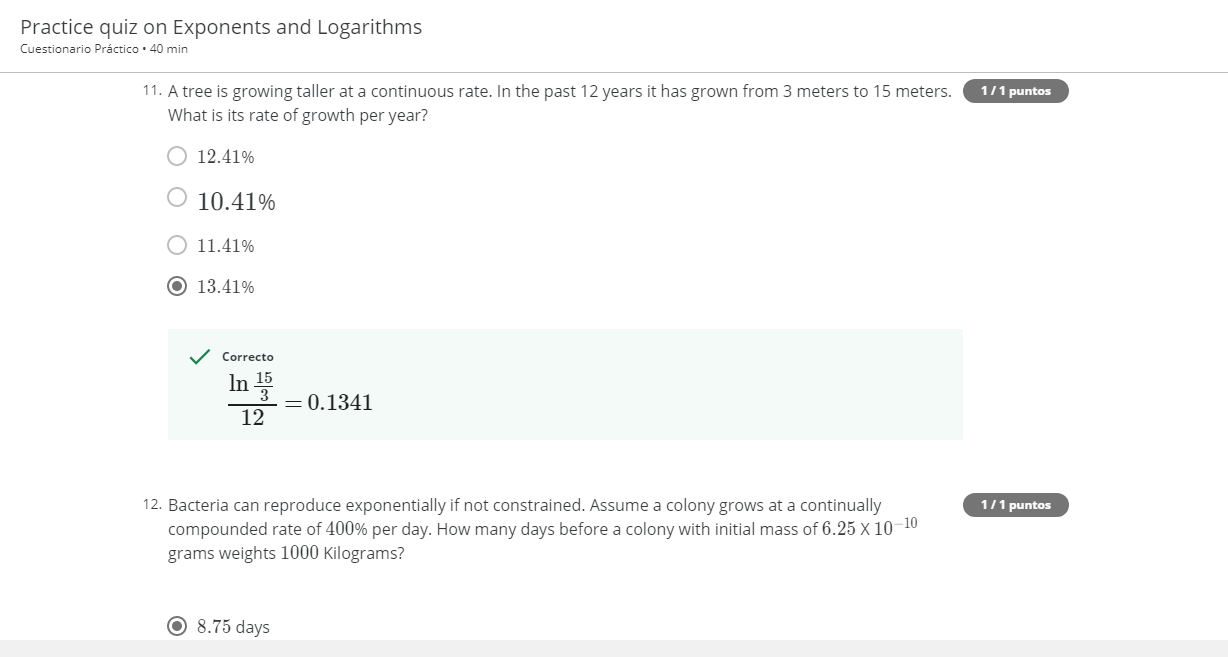 Practice quiz on Exponents and Logarithms
Cuestionario Práctico • 40 min
11. A tree is growing taller at a continuous rate. In the past 12 years it has grown from 3 meters to 15 meters. 1 / 1 puntos
What is its rate of growth per year?
12.41%
10.41%
11.41%
13.41%
Correcto
ln 15/3 / 12 = 0.1341
12. Bacteria can reproduce exponentially if not constrained. Assume a colony grows at a continually 1 / 1 puntos
compounded rate of 400% per day. How many days before a colony with initial mass of 6.25 X 10⁻¹⁰
grams weights 1000 Kilograms?
8.75 days